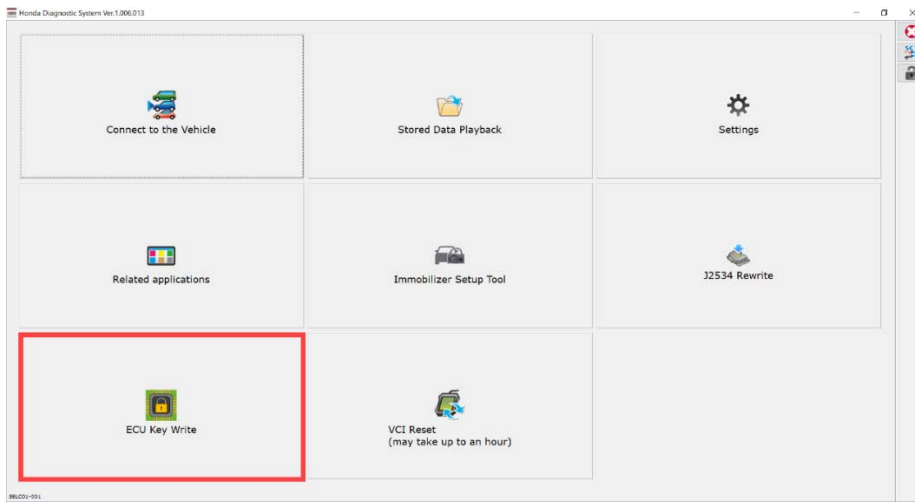 Honda Diagnostic System Ver.1.006.013
Connect to the Vehicle
Stored Data Playback
Settings
Related applications
Immobilizer Setup Tool
J2534 Rewrite
ECU Key Write
VCI Reset
(may take up to an hour)